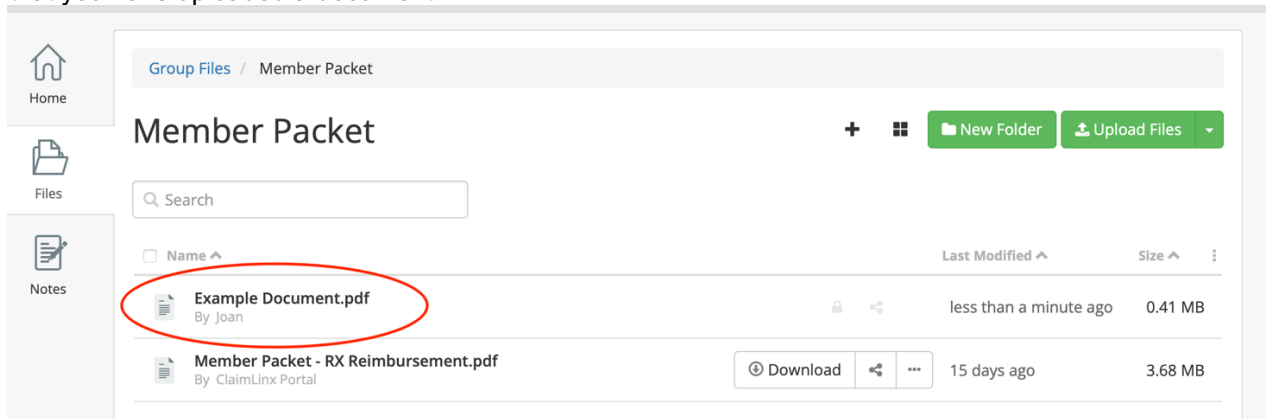 Home
Files
Notes
Group Files / Member Packet
Member Packet
New Folder
Upload Files
Search
Name
Last Modified
Size
Example Document.pdf
By Joan
less than a minute ago
0.41 MB
Member Packet - RX Reimbursement.pdf
By ClaimLinx Portal
Download
15 days ago
3.68 MB